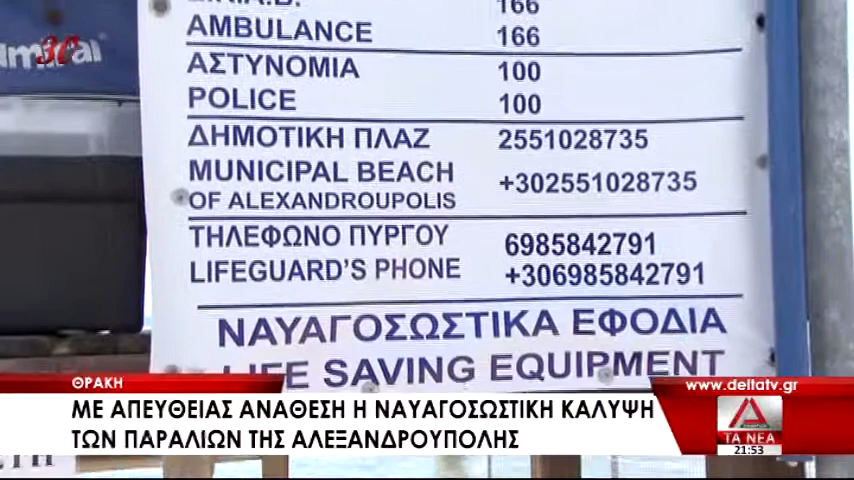 166
AMBULANCE 166
ΑΣΤΥΝΟΜΙΑ 100
POLICE 100
ΔΗΜΟΤΙΚΗ ΠΛΑΖ 2551028735
MUNICIPAL BEACH
OF ALEXANDROUPOLIS +302551028735
ΤΗΛΕΦΩΝΟ ΠΥΡΓΟΥ 6985842791
LIFEGUARD'S PHONE +306985842791
ΝΑΥΑΓΟΣΩΣΤΙΚΑ ΕΦΟΔΙΑ
LIFE SAVING EQUIPMENT
ΘΡΑΚΗ
ΜΕ ΑΠΕΥΘΕΙΑΣ ΑΝΑΘΕΣΗ Η ΝΑΥΑΓΟΣΩΣΤΙΚΗ ΚΑΛΥΨΗ
ΤΩΝ ΠΑΡΑΛΙΩΝ ΤΗΣ ΑΛΕΞΑΝΔΡΟΥΠΟΛΗΣ
www.deltatv.gr
ΤΑ ΝΕΑ
21:53